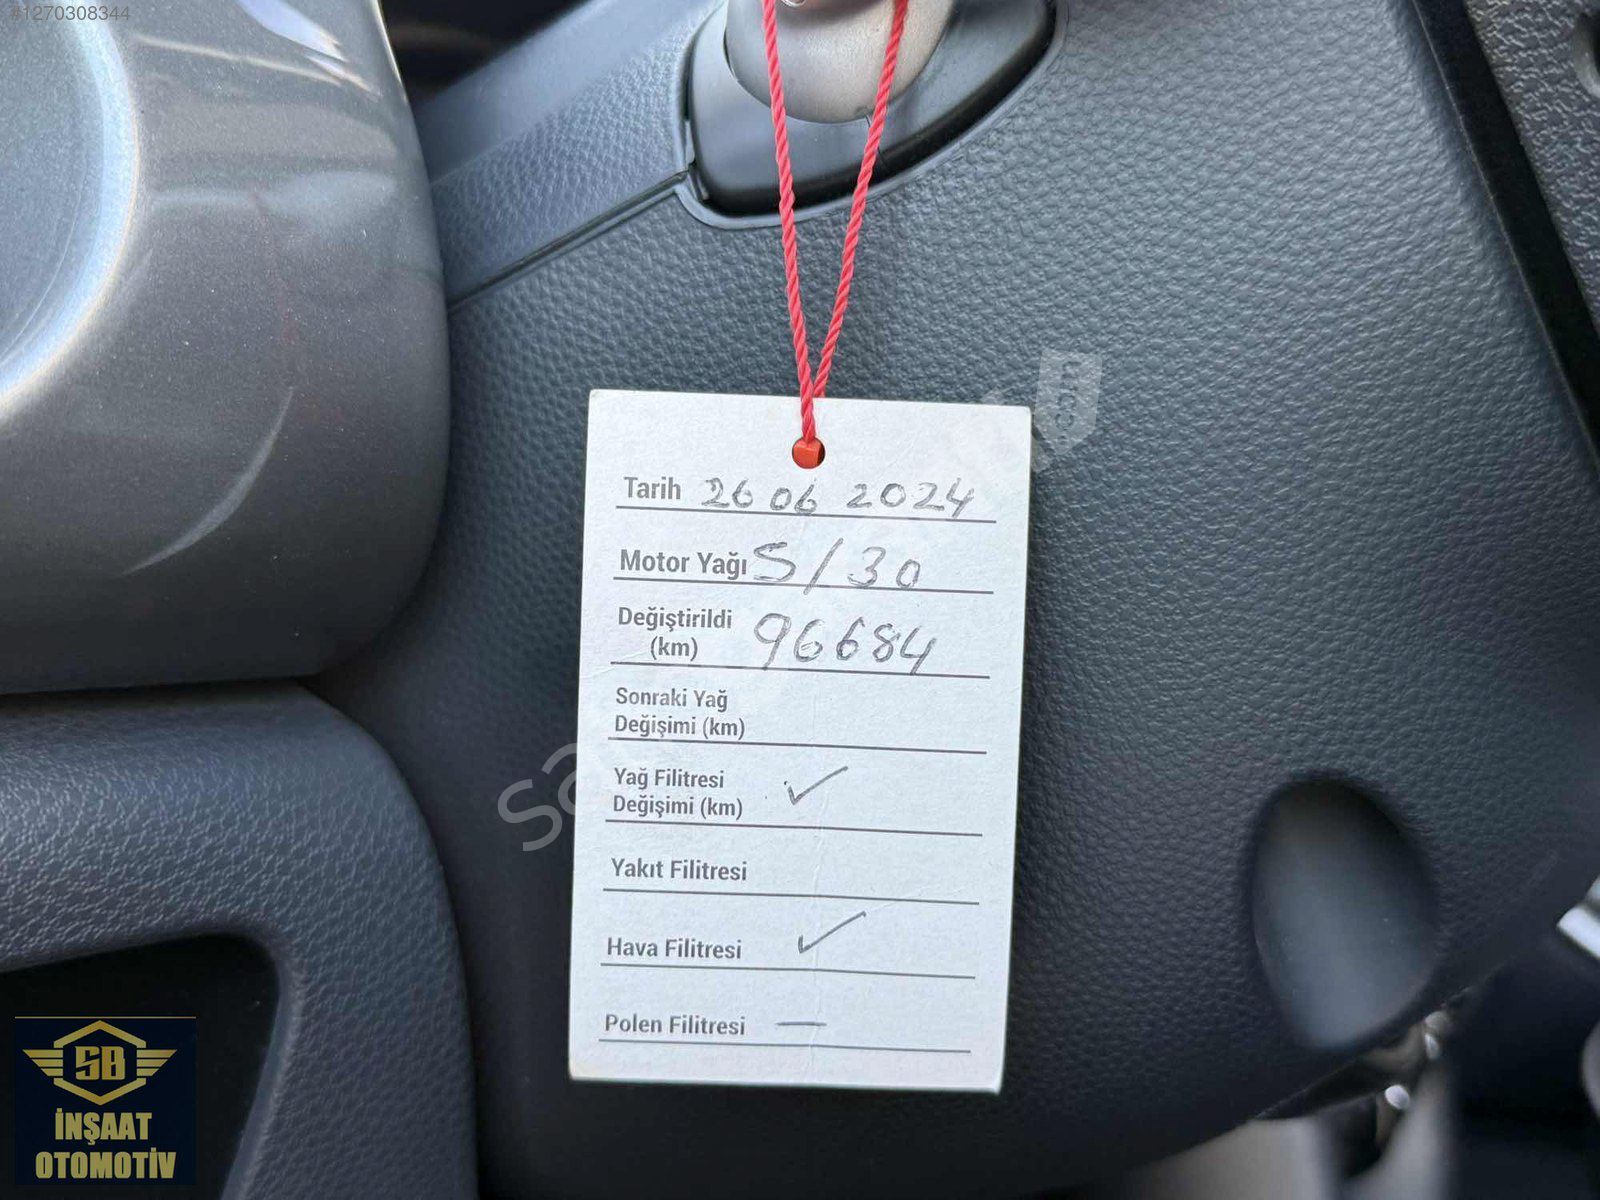 #1270308344
Tarih 26 06 2024
Motor Yağı 5/30
Değiştirildi
(km) 96684
Sonraki Yağ
Değişimi (km)
Yağ Filitresi
Değişimi (km) ✓
Yakıt Filitresi
Hava Filitresi ✓
Polen Filitresi —
SB
İNŞAAT
OTOMOTİV